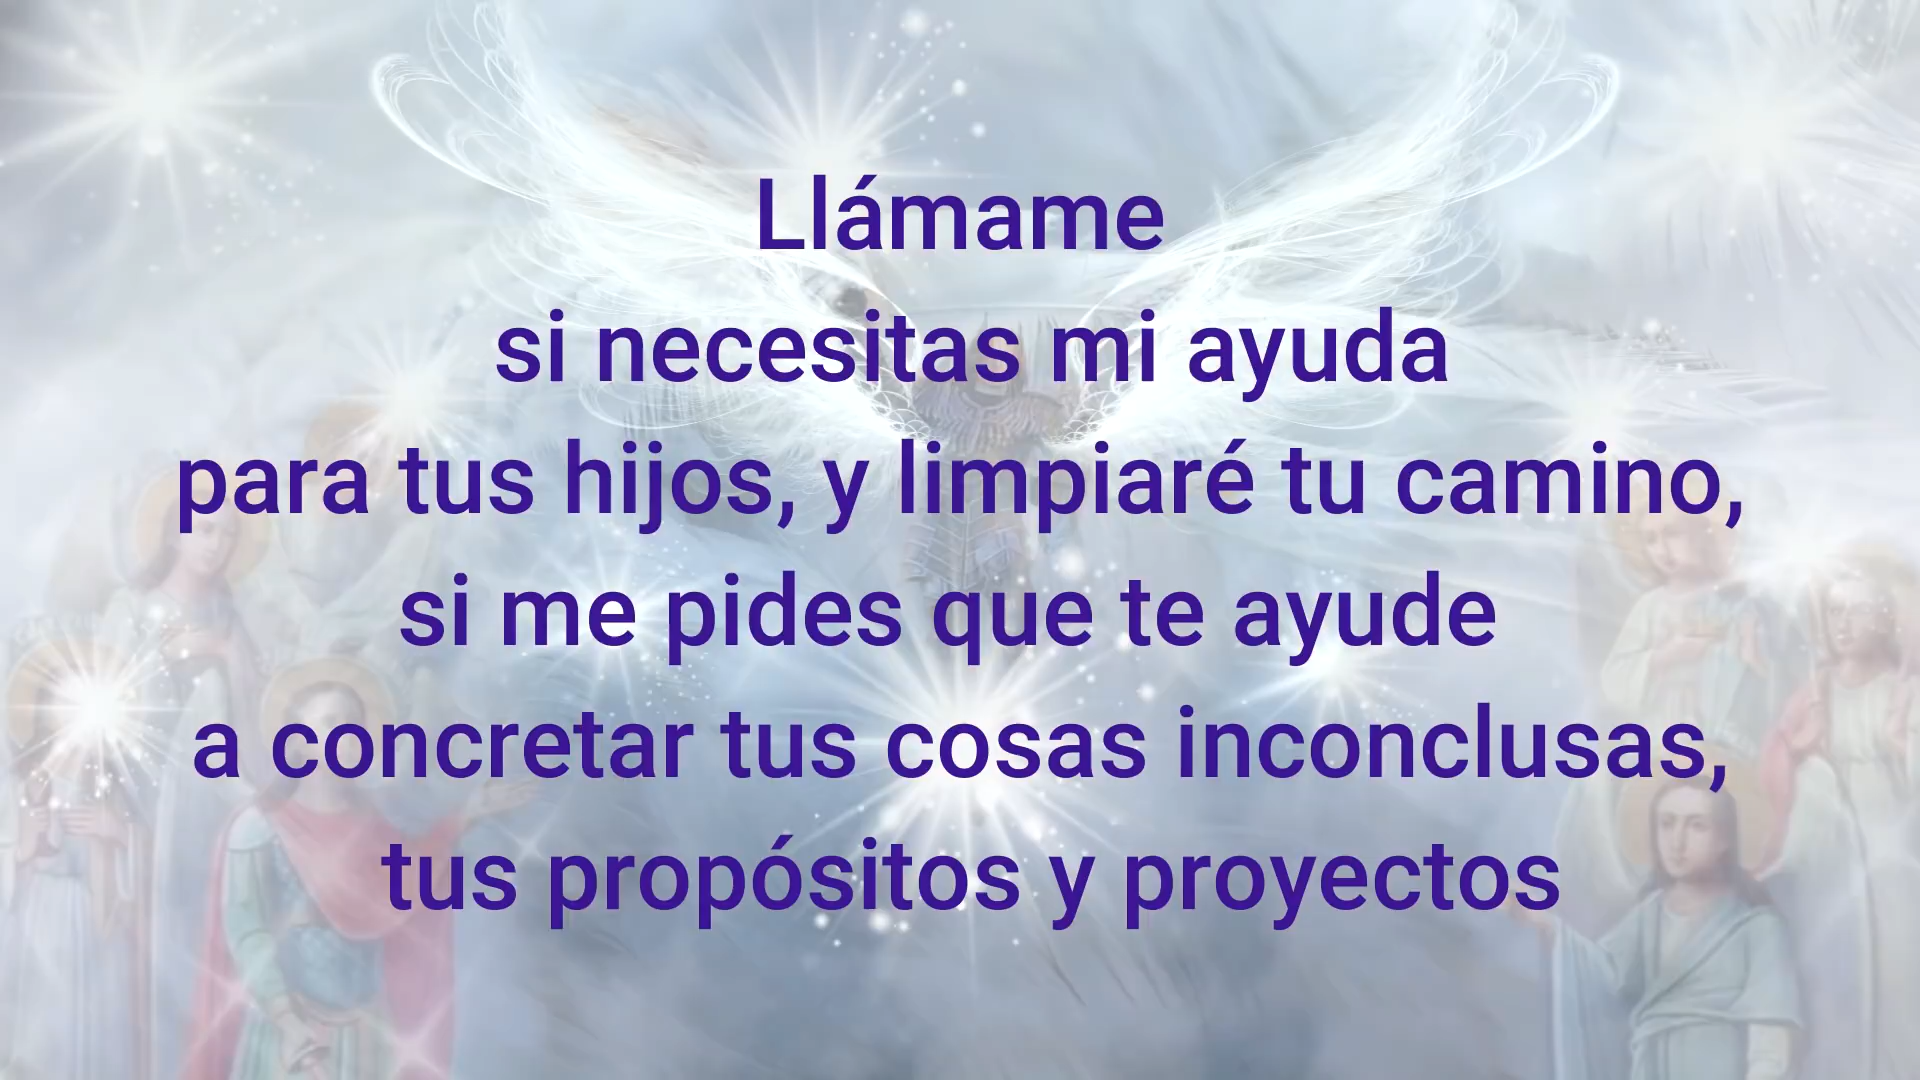 Llámame
si necesitas mi ayuda
para tus hijos, y limpiaré tu camino,
si me pides que te ayude
a concretar tus cosas inconclusas,
tus propósitos y proyectos